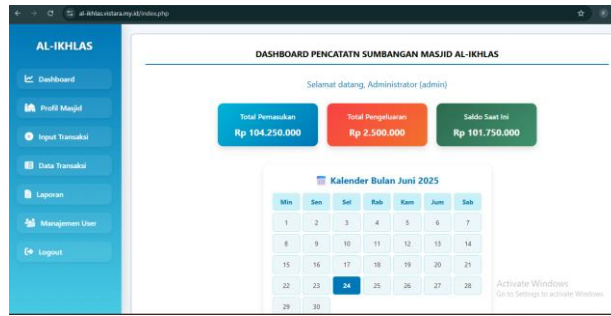 al-ikhlas.vistara.my.id/index.php
AL-IKHLAS
Dashboard
Profil Masjid
Input Transaksi
Data Transaksi
Laporan
Manajemen User
Logout
DASHBOARD PENCATATN SUMBANGAN MASJID AL-IKHLAS
Selamat datang, Administrator (admin)
Total Pemasukan
Rp 104.250.000
Total Pengeluaran
Rp 2.500.000
Saldo Saat Ini
Rp 101.750.000
Kalender Bulan Juni 2025
Min Sen Sel Rab Kam Jum Sab
1 2 3 4 5 6 7
8 9 10 11 12 13 14
15 16 17 18 19 20 21
22 23 24 25 26 27 28
29 30
Activate Windows
Go to Settings to activate Windows.